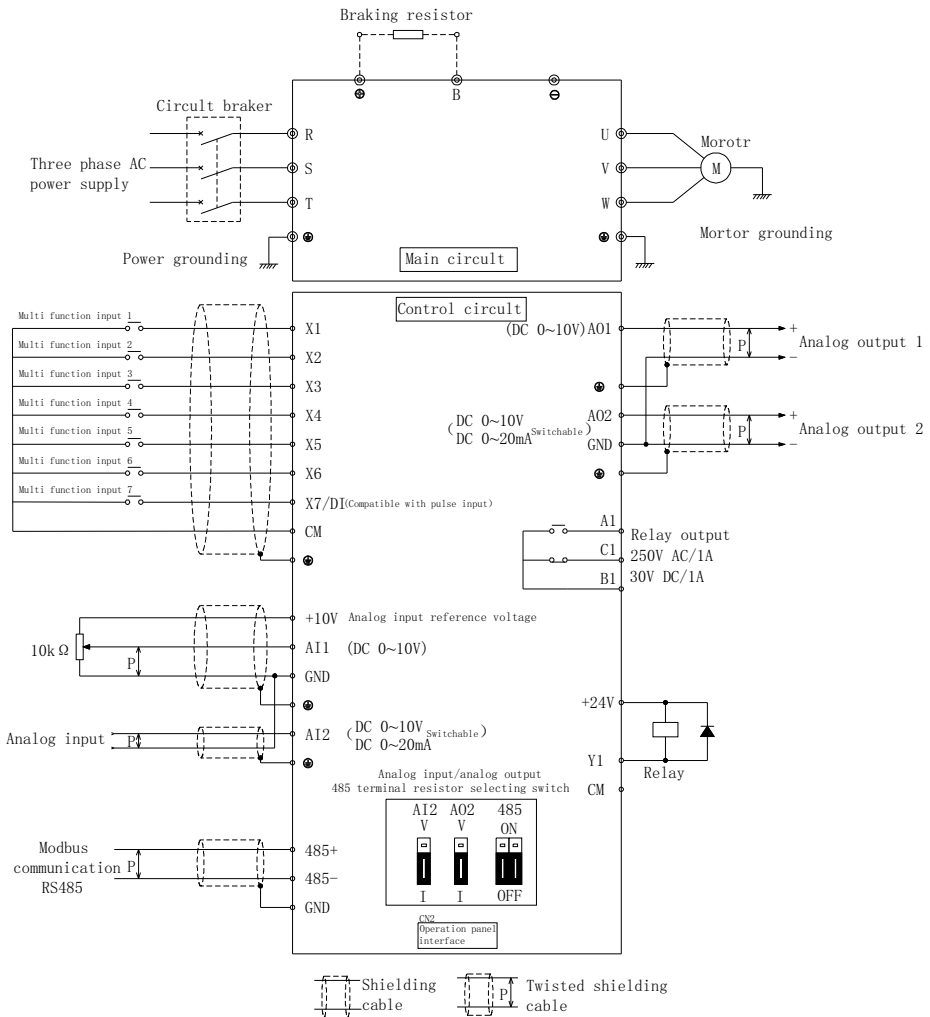 Braking resistor
B
Circult braker
R
S
T
Three phase AC
power supply
Power grounding
U
V
W
Morotr
M
Mortor grounding
Main circult
Control circult
Multi function input 1
Multi function input 2
Multi function input 3
Multi function input 4
Multi function input 5
Multi function input 6
Multi function input 7
X1
X2
X3
X4
X5
X6
X7/DI(Compatible with pulse input)
CM
(DC 0~10V)AO1
P
+
−
Analog output 1
(DC 0~10V
DC 0~20mA Switchable)
AO2
GND
P
+
−
Analog output 2
A1
C1
B1
Relay output
250V AC/1A
30V DC/1A
+10V Analog input reference voltage
10kΩ
P
AI1 (DC 0~10V)
GND
Analog input
P
AI2 (DC 0~10V
DC 0~20mA Switchable)
+24V
Y1
Relay
CM
Analog input/analog output
485 terminal resistor selecting switch
AI2 AO2 485
V V ON
I I OFF
Modbus
communication
RS485
P
485+
485-
GND
CN2
Operation panel
interface
Shielding
cable
P
Twisted shielding
cable